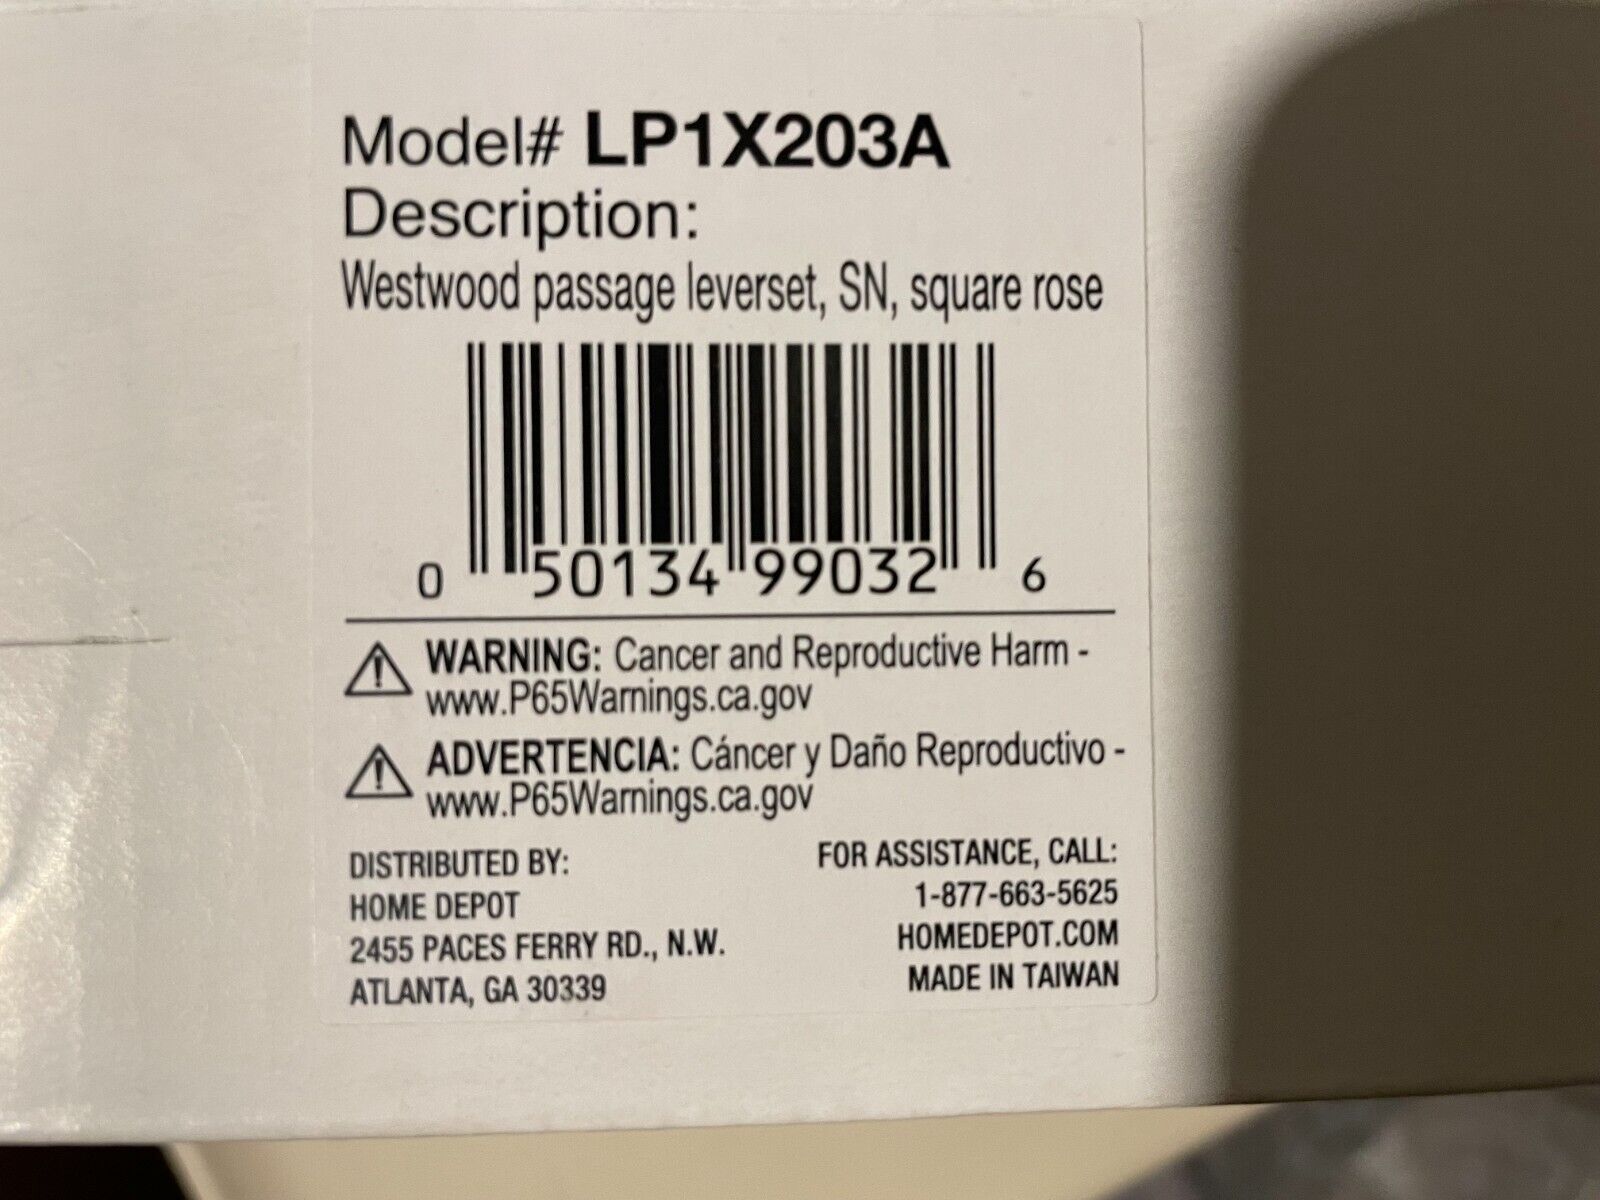 Model# LP1X203A
Description:
Westwood passage leverset, SN, square rose
0 50134 99032 6
WARNING: Cancer and Reproductive Harm -
www.P65Warnings.ca.gov
ADVERTENCIA: Cáncer y Daño Reproductivo -
www.P65Warnings.ca.gov
DISTRIBUTED BY:
HOME DEPOT
2455 PACES FERRY RD., N.W.
ATLANTA, GA 30339
FOR ASSISTANCE, CALL:
1-877-663-5625
HOMEDEPOT.COM
MADE IN TAIWAN